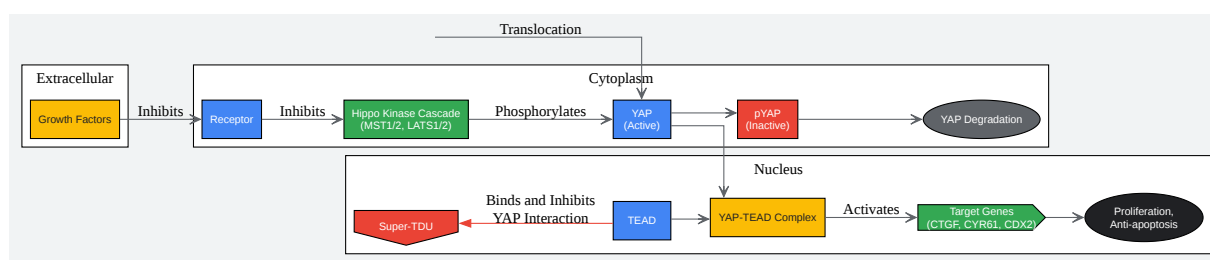 Translocation
Extracellular
Cytoplasm
Growth Factors
Inhibits
Receptor
Inhibits
Hippo Kinase Cascade
(MST1/2, LATS1/2)
Phosphorylates
YAP
(Active)
pYAP
(Inactive)
YAP Degradation
Nucleus
Super-TDU
Binds and Inhibits
YAP Interaction
TEAD
YAP-TEAD Complex
Activates
Target Genes
(CTGF, CYR61, CDX2)
Proliferation,
Anti-apoptosis